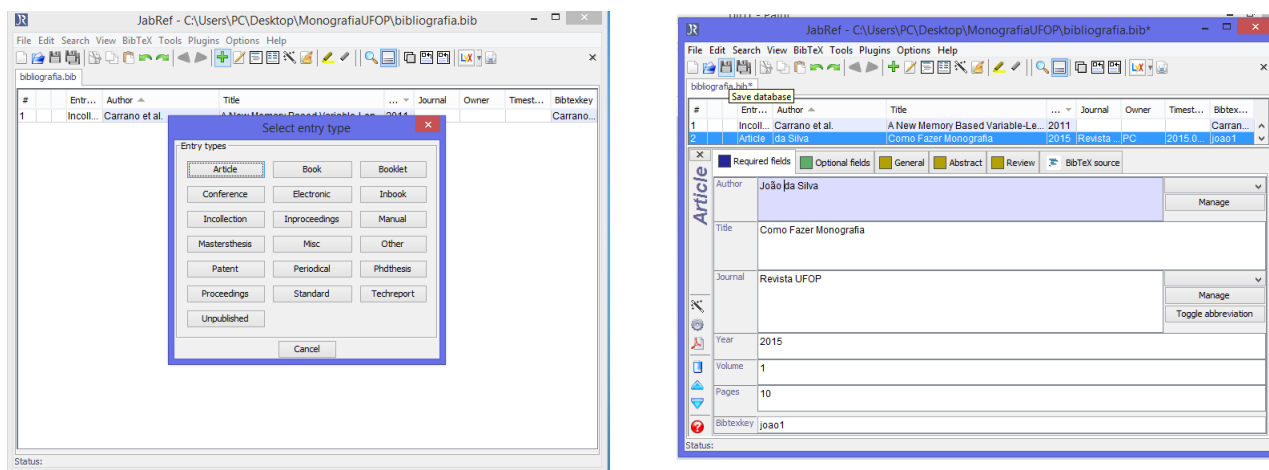 JabRef - C:\Users\PC\Desktop\MonografiaUFOP\bibliografia.bib
File Edit Search View BibTeX Tools Plugins Options Help
bibliografia.bib
# Entr... Author Title ... Journal Owner Timest... Bibtexkey
1 Incoll... Carrano et al. A New Memory Based Variable-Len... 2011 Carrano...
Select entry type
Entry types
Article Book Booklet
Conference Electronic Inbook
Incollection Inproceedings Manual
Mastersthesis Misc Other
Patent Periodical Phdthesis
Proceedings Standard Techreport
Unpublished
Cancel
Status:
JabRef - C:\Users\PC\Desktop\MonografiaUFOP\bibliografia.bib*
File Edit Search View BibTeX Tools Plugins Options Help
bibliografia.bib*
Save database
# Entr... Author Title ... Journal Owner Timest... Bibtex...
1 Incoll... Carrano et al. A New Memory Based Variable-Le... 2011 Carran...
2 Article da Silva Como Fazer Monografia 2015 Revista ... PC 2015.0... joao1
Article
Required fields Optional fields General Abstract Review BibTeX source
Author João da Silva
Manage
Title Como Fazer Monografia
Journal Revista UFOP
Manage
Toggle abbreviation
Year 2015
Volume 1
Pages 10
Bibtexkey joao1
Status: